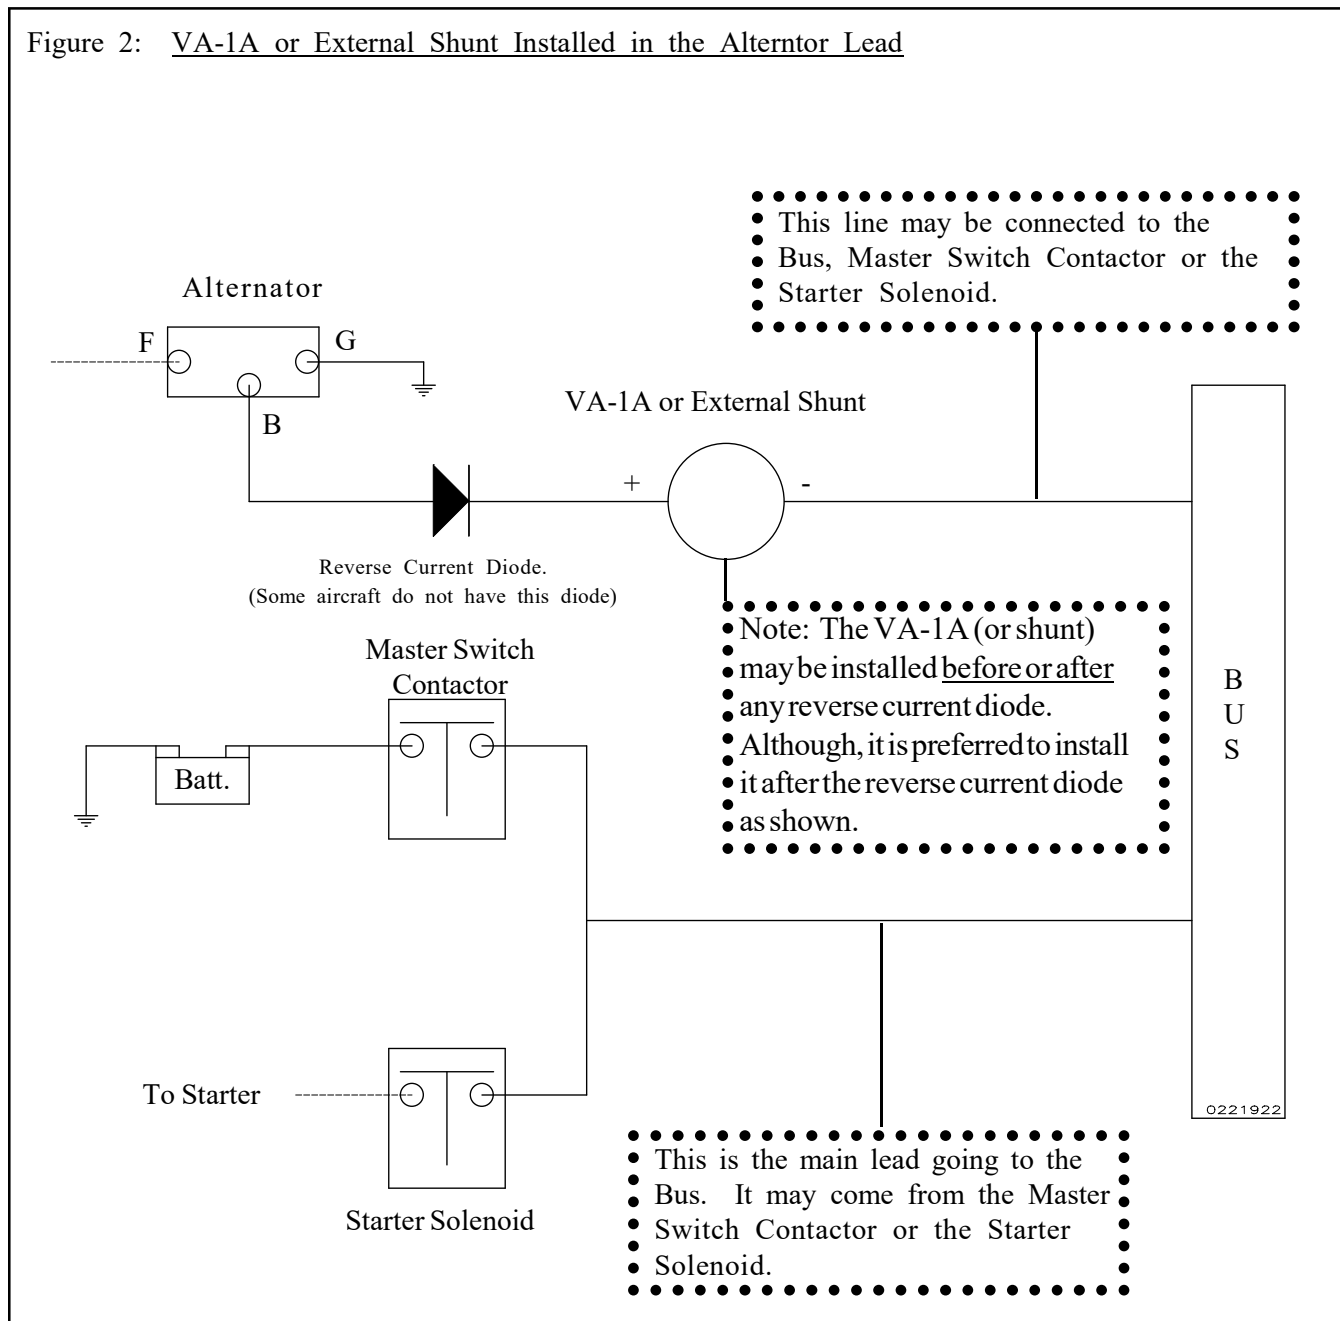 Figure 2: VA-1A or External Shunt Installed in the Alterntor Lead
This line may be connected to the
Bus, Master Switch Contactor or the
Starter Solenoid.
Alternator
F
G
B
VA-1A or External Shunt
+
-
Reverse Current Diode.
(Some aircraft do not have this diode)
Note: The VA-1A (or shunt)
may be installed before or after
any reverse current diode.
Although, it is preferred to install
it after the reverse current diode
as shown.
Master Switch
Contactor
Batt.
B
U
S
To Starter
Starter Solenoid
0221922
This is the main lead going to the
Bus. It may come from the Master
Switch Contactor or the Starter
Solenoid.